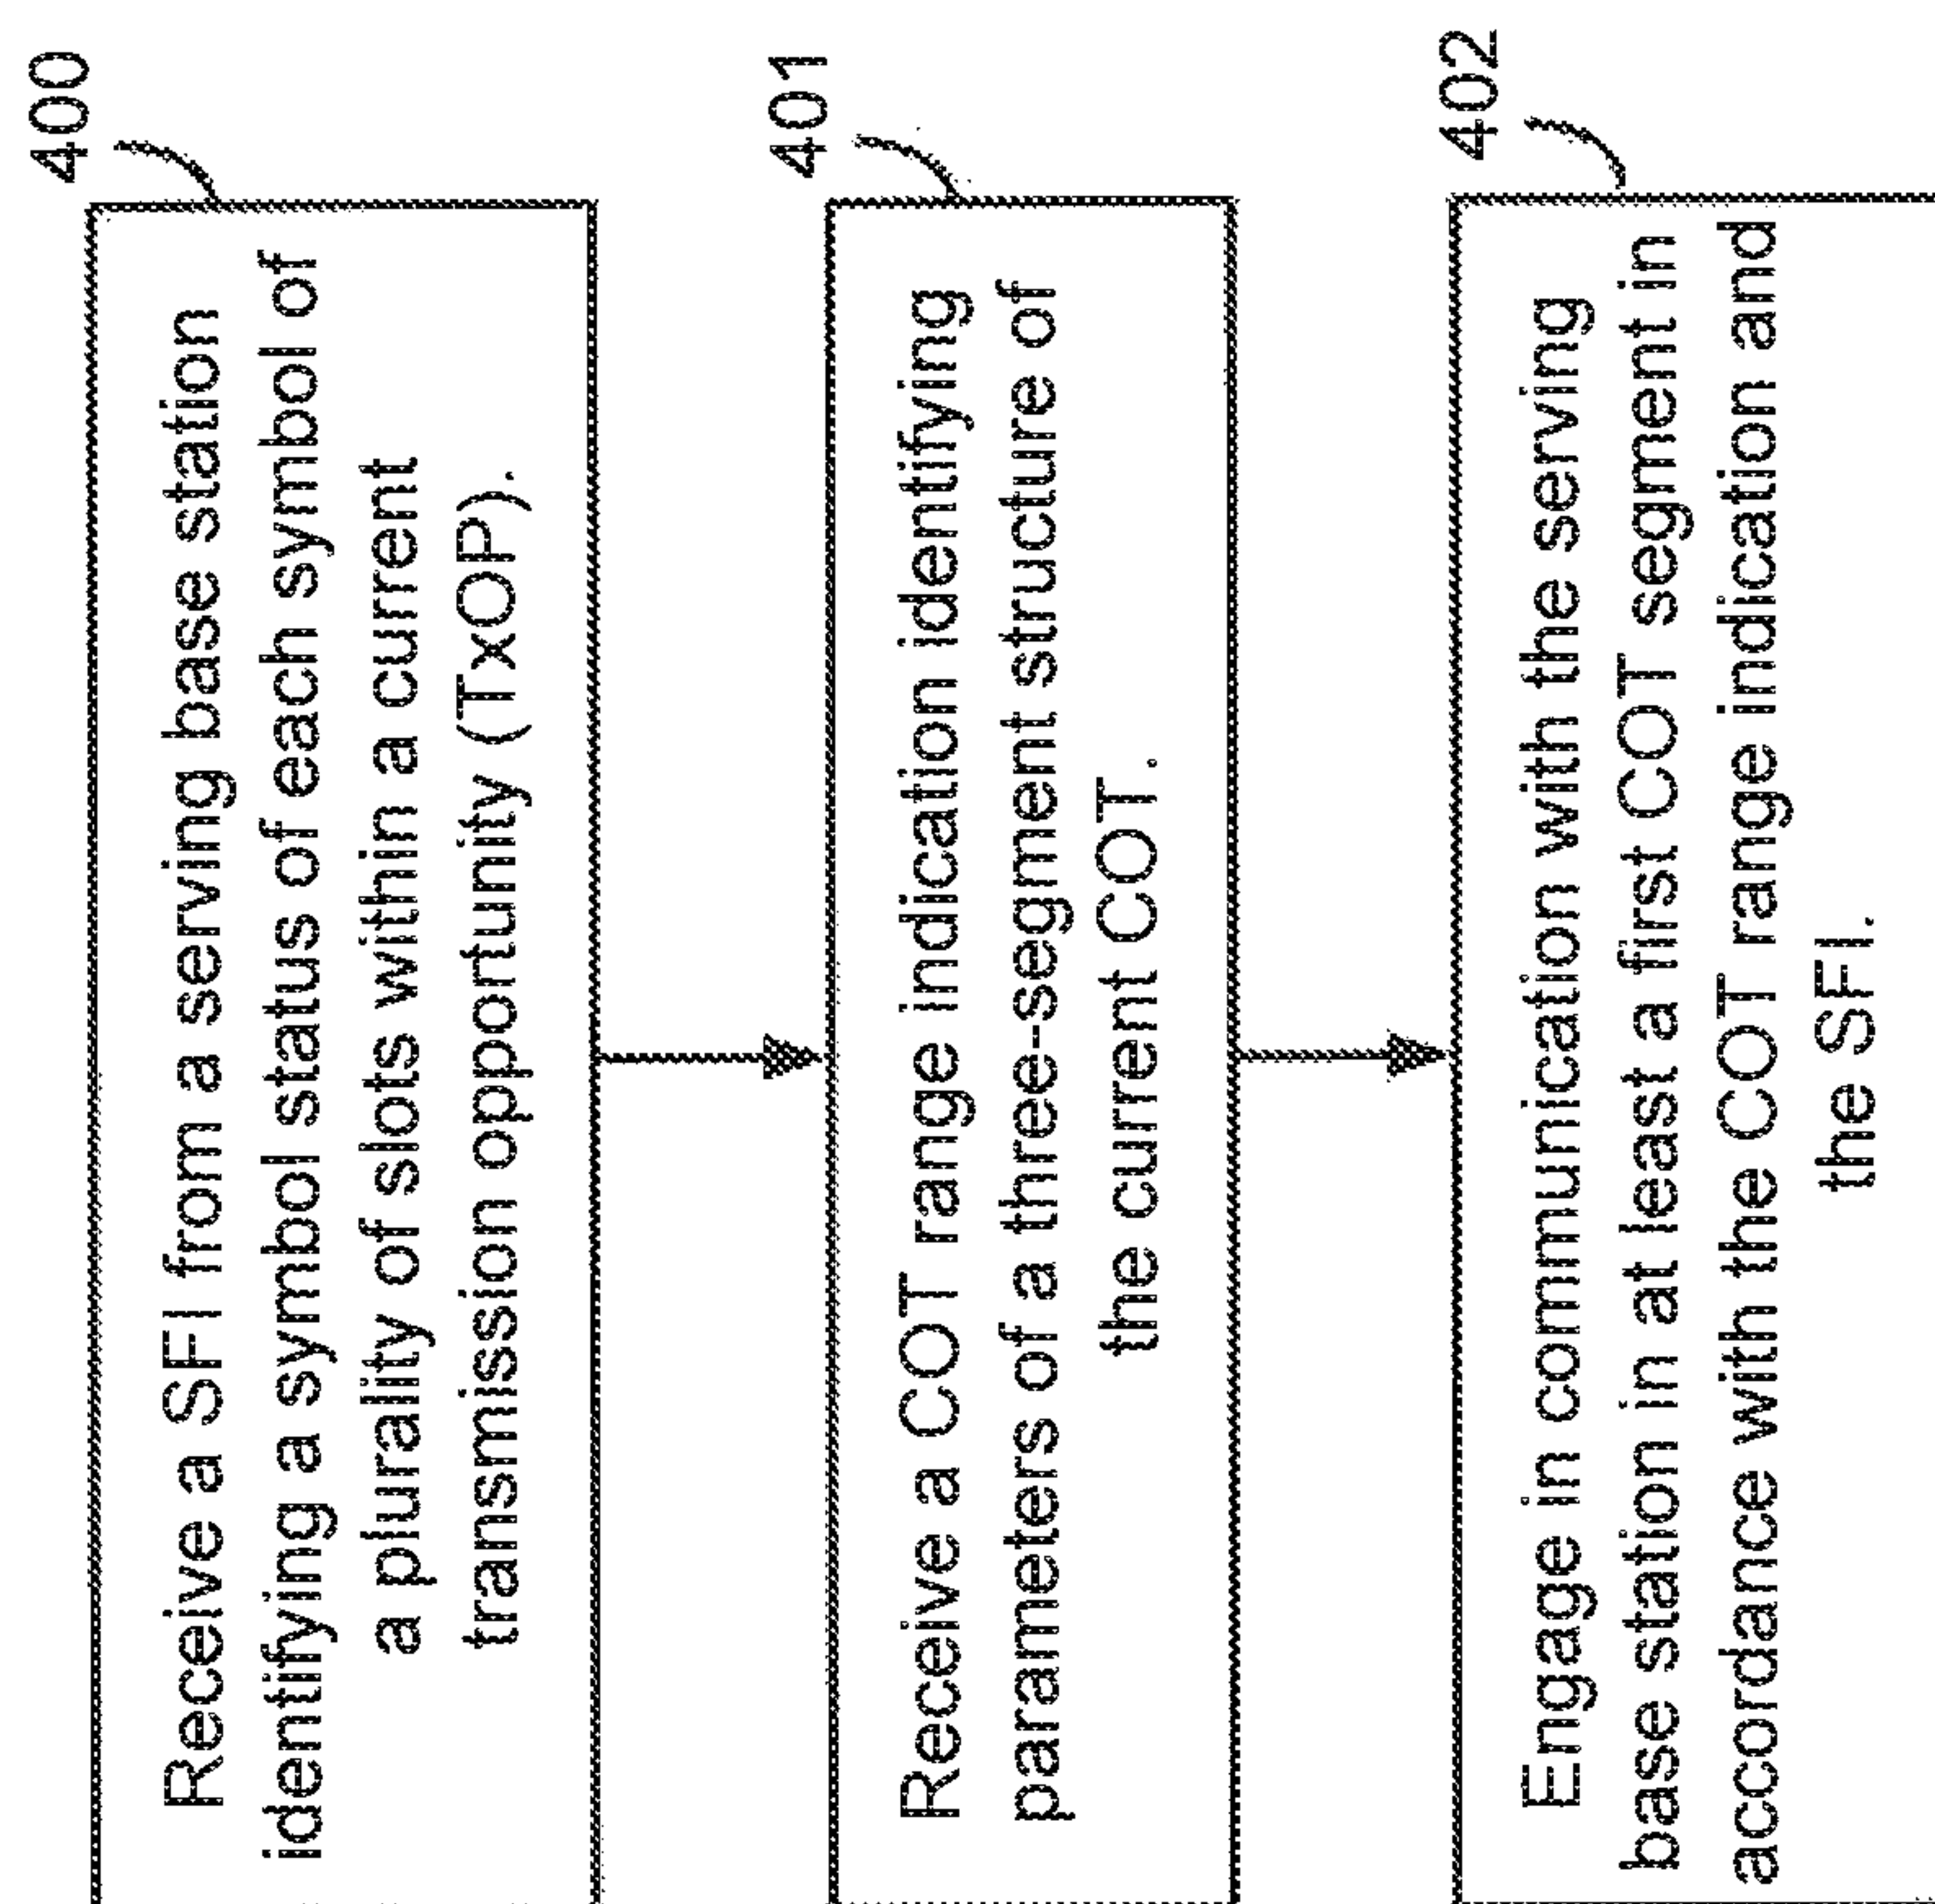 400
Receive a SFI from a serving base station
identifying a symbol status of each symbol of
a plurality of slots within a current
transmission opportunity (TxOP).
401
Receive a COT range indication identifying
parameters of a three-segment structure of
the current COT.
402
Engage in communication with the serving
base station in at least a first COT segment in
accordance with the COT range indication and
the SFI.